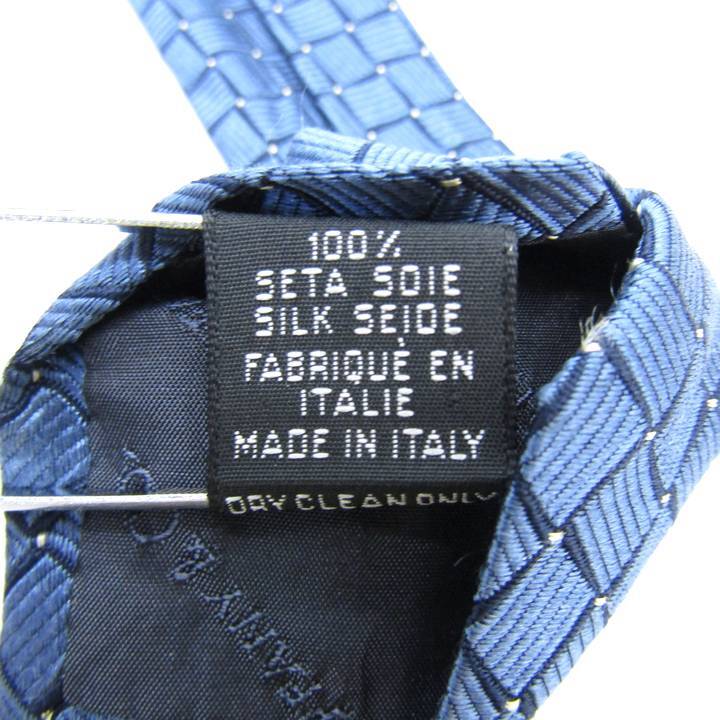 100%
SETA SOIE
SILK SEIDE
FABRIQUÉ EN
ITALIE
MADE IN ITALY
DRY CLEAN ONLY